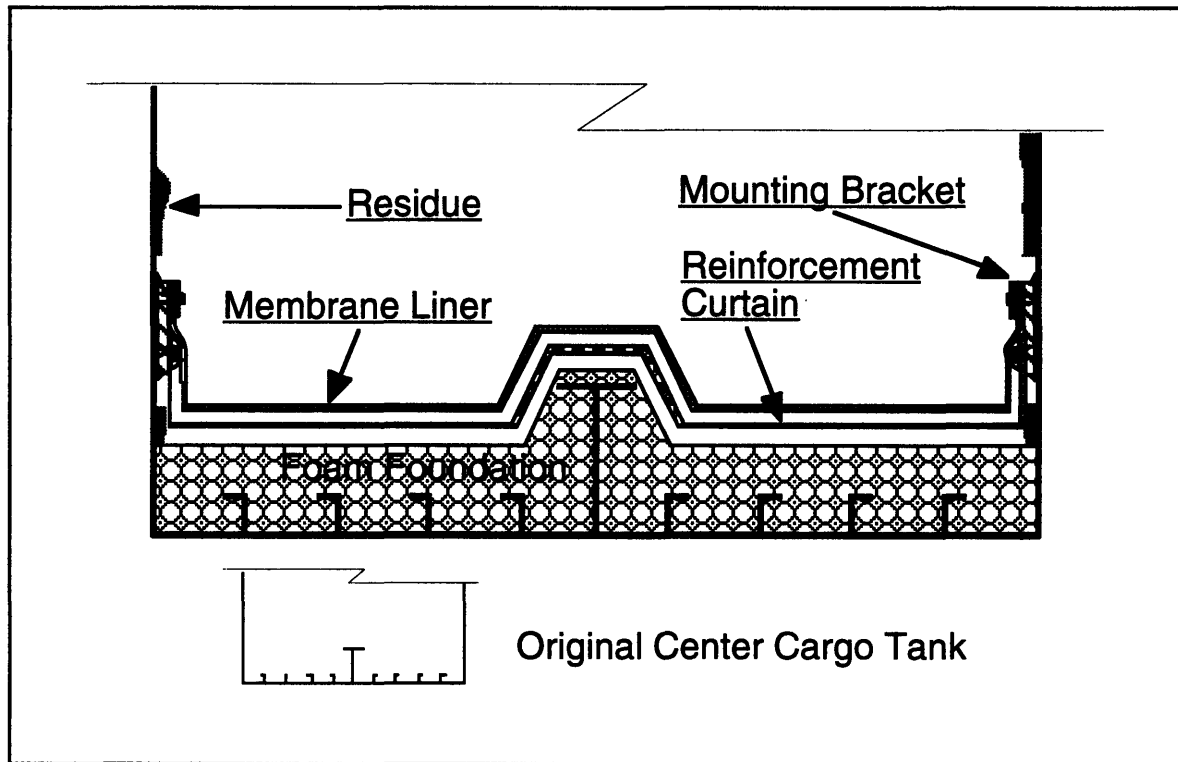 Residue
Mounting Bracket
Reinforcement
Curtain
Membrane Liner
Foam Foundation
Original Center Cargo Tank